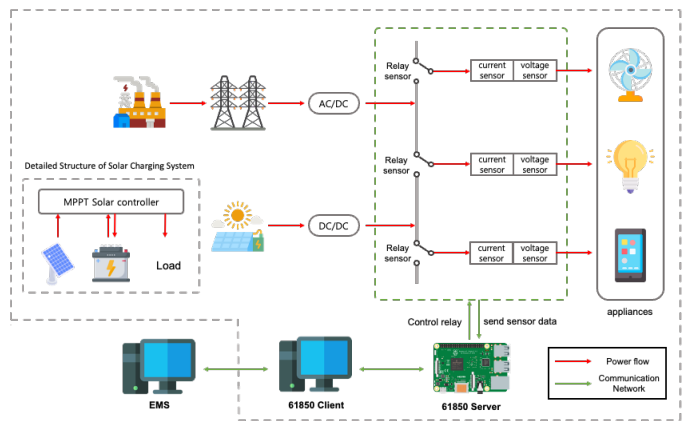 Relay
sensor
current
sensor
voltage
sensor
AC/DC
Detailed Structure of Solar Charging System
MPPT Solar controller
Load
Relay
sensor
current
sensor
voltage
sensor
DC/DC
Relay
sensor
current
sensor
voltage
sensor
appliances
Control relay
send sensor data
EMS
61850 Client
61850 Server
Power flow
Communication
Network